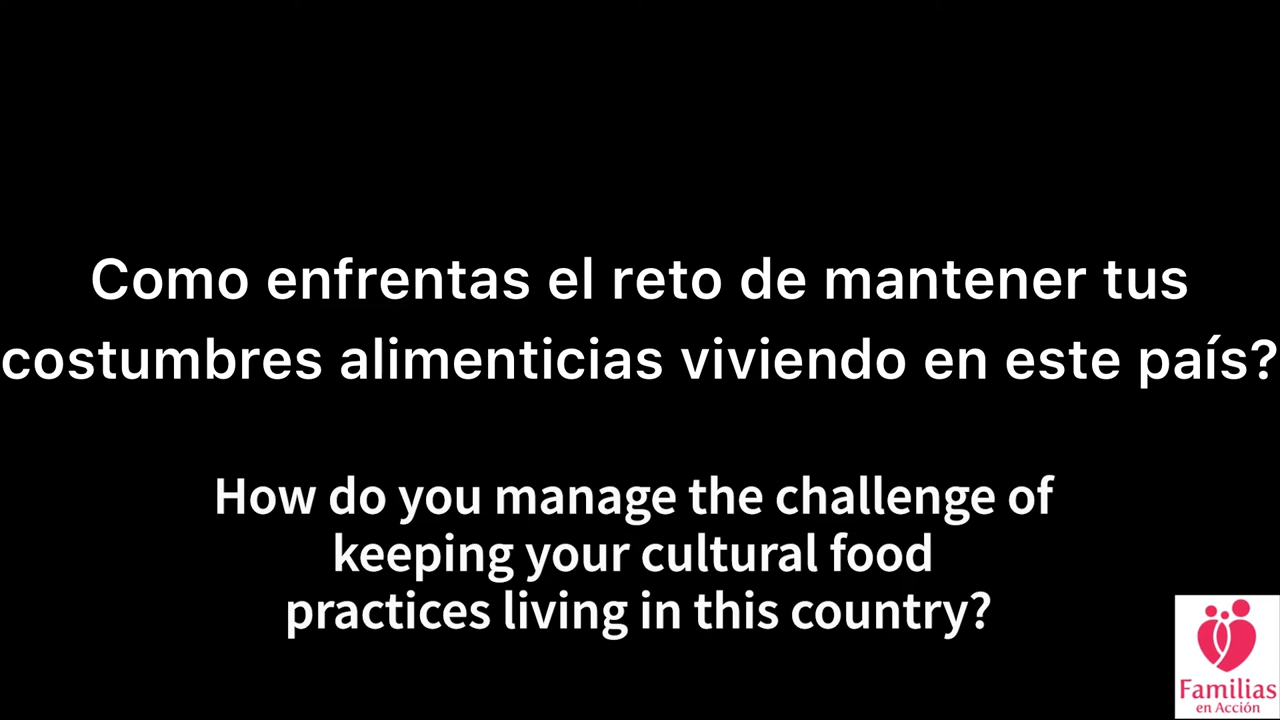 Como enfrentas el reto de mantener tus
costumbres alimenticias viviendo en este país?
How do you manage the challenge of
keeping your cultural food
practices living in this country?
Familias
en Acción